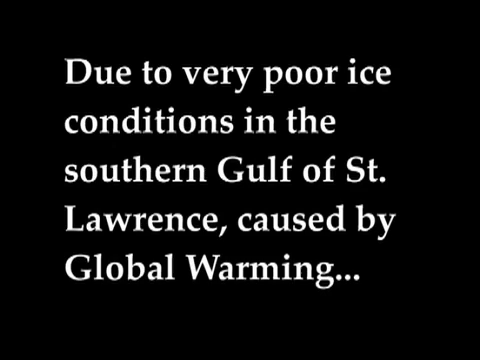 Due to very poor ice
conditions in the
southern Gulf of St.
Lawrence, caused by
Global Warming...